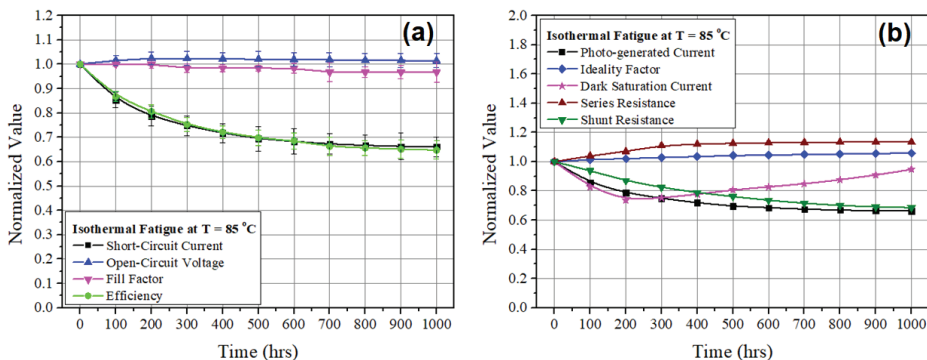 (a)
1.2
1.1
1.0
0.9
0.8
0.7
0.6
0.5
0.4
0.3
0.2
0.1
0.0
Normalized Value
Isothermal Fatigue at T = 85 °C
Short-Circuit Current
Open-Circuit Voltage
Fill Factor
Efficiency
0 100 200 300 400 500 600 700 800 900 1000
Time (hrs)
(b)
2.0
1.8
1.6
1.4
1.2
1.0
0.8
0.6
0.4
0.2
0.0
Normalized Value
Isothermal Fatigue at T = 85 °C
Photo-generated Current
Ideality Factor
Dark Saturation Current
Series Resistance
Shunt Resistance
0 100 200 300 400 500 600 700 800 900 1000
Time (hrs)